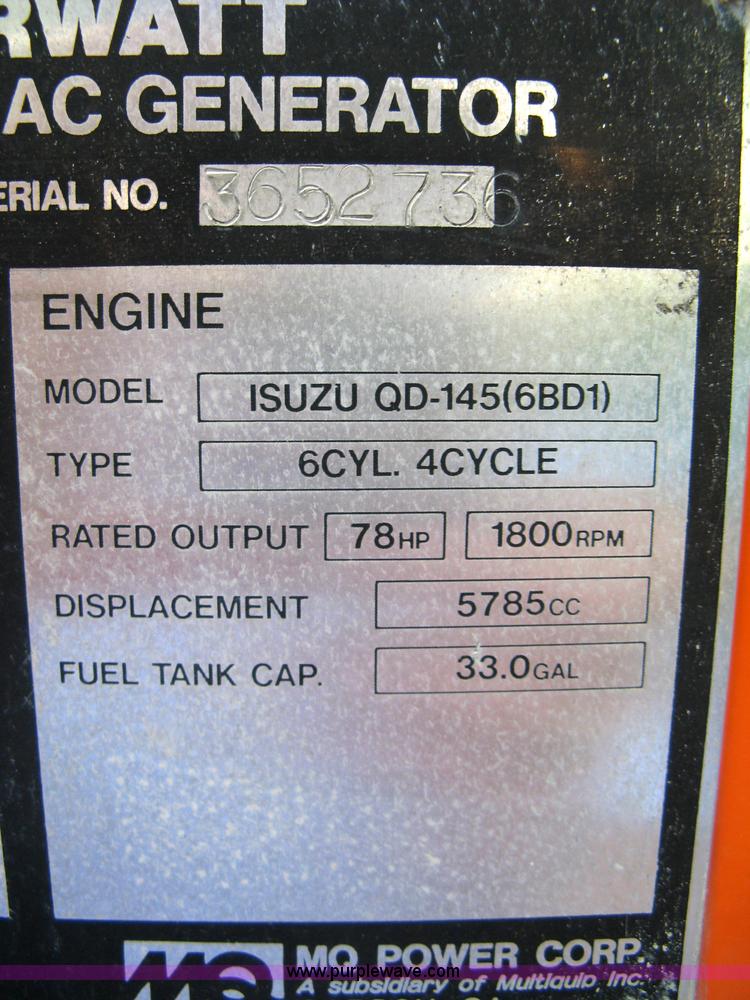 RWATT
AC GENERATOR
ERIAL NO. 3652736
ENGINE
MODEL ISUZU QD-145(6BD1)
TYPE 6CYL. 4CYCLE
RATED OUTPUT 78HP 1800RPM
DISPLACEMENT 5785CC
FUEL TANK CAP. 33.0GAL
MQ POWER CORP.
A subsidiary of Multiquip Inc.
www.purplewave.com